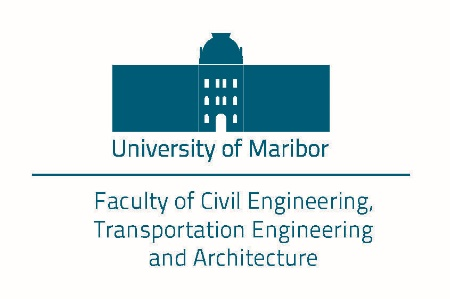 University of Maribor
Faculty of Civil Engineering,
Transportation Engineering
and Architecture